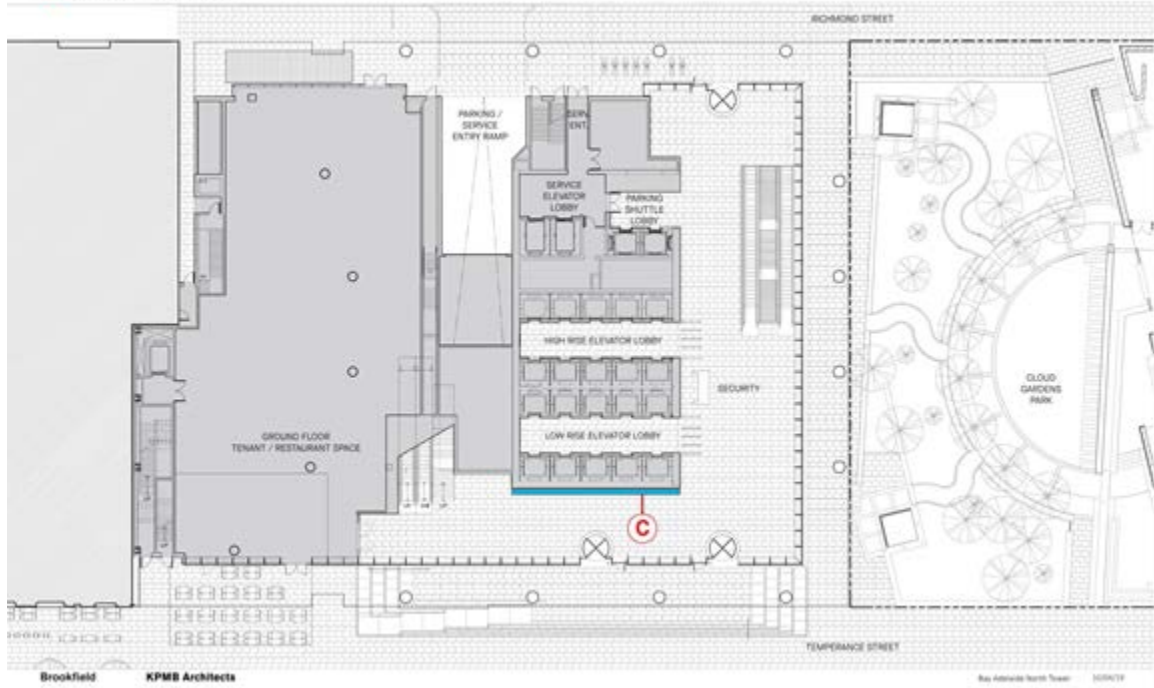 RICHMOND STREET
PARKING /
SERVICE
ENTRY RAMP
SERV.
ENT.
SERVICE
ELEVATOR
LOBBY
PARKING
SHUTTLE
LOBBY
HIGH RISE ELEVATOR LOBBY
SECURITY
CLOUD
GARDENS
PARK
GROUND FLOOR
TENANT / RESTAURANT SPACE
LOW RISE ELEVATOR LOBBY
C
TEMPERANCE STREET
Brookfield
KPMB Architects
Bay Adelaide North Tower